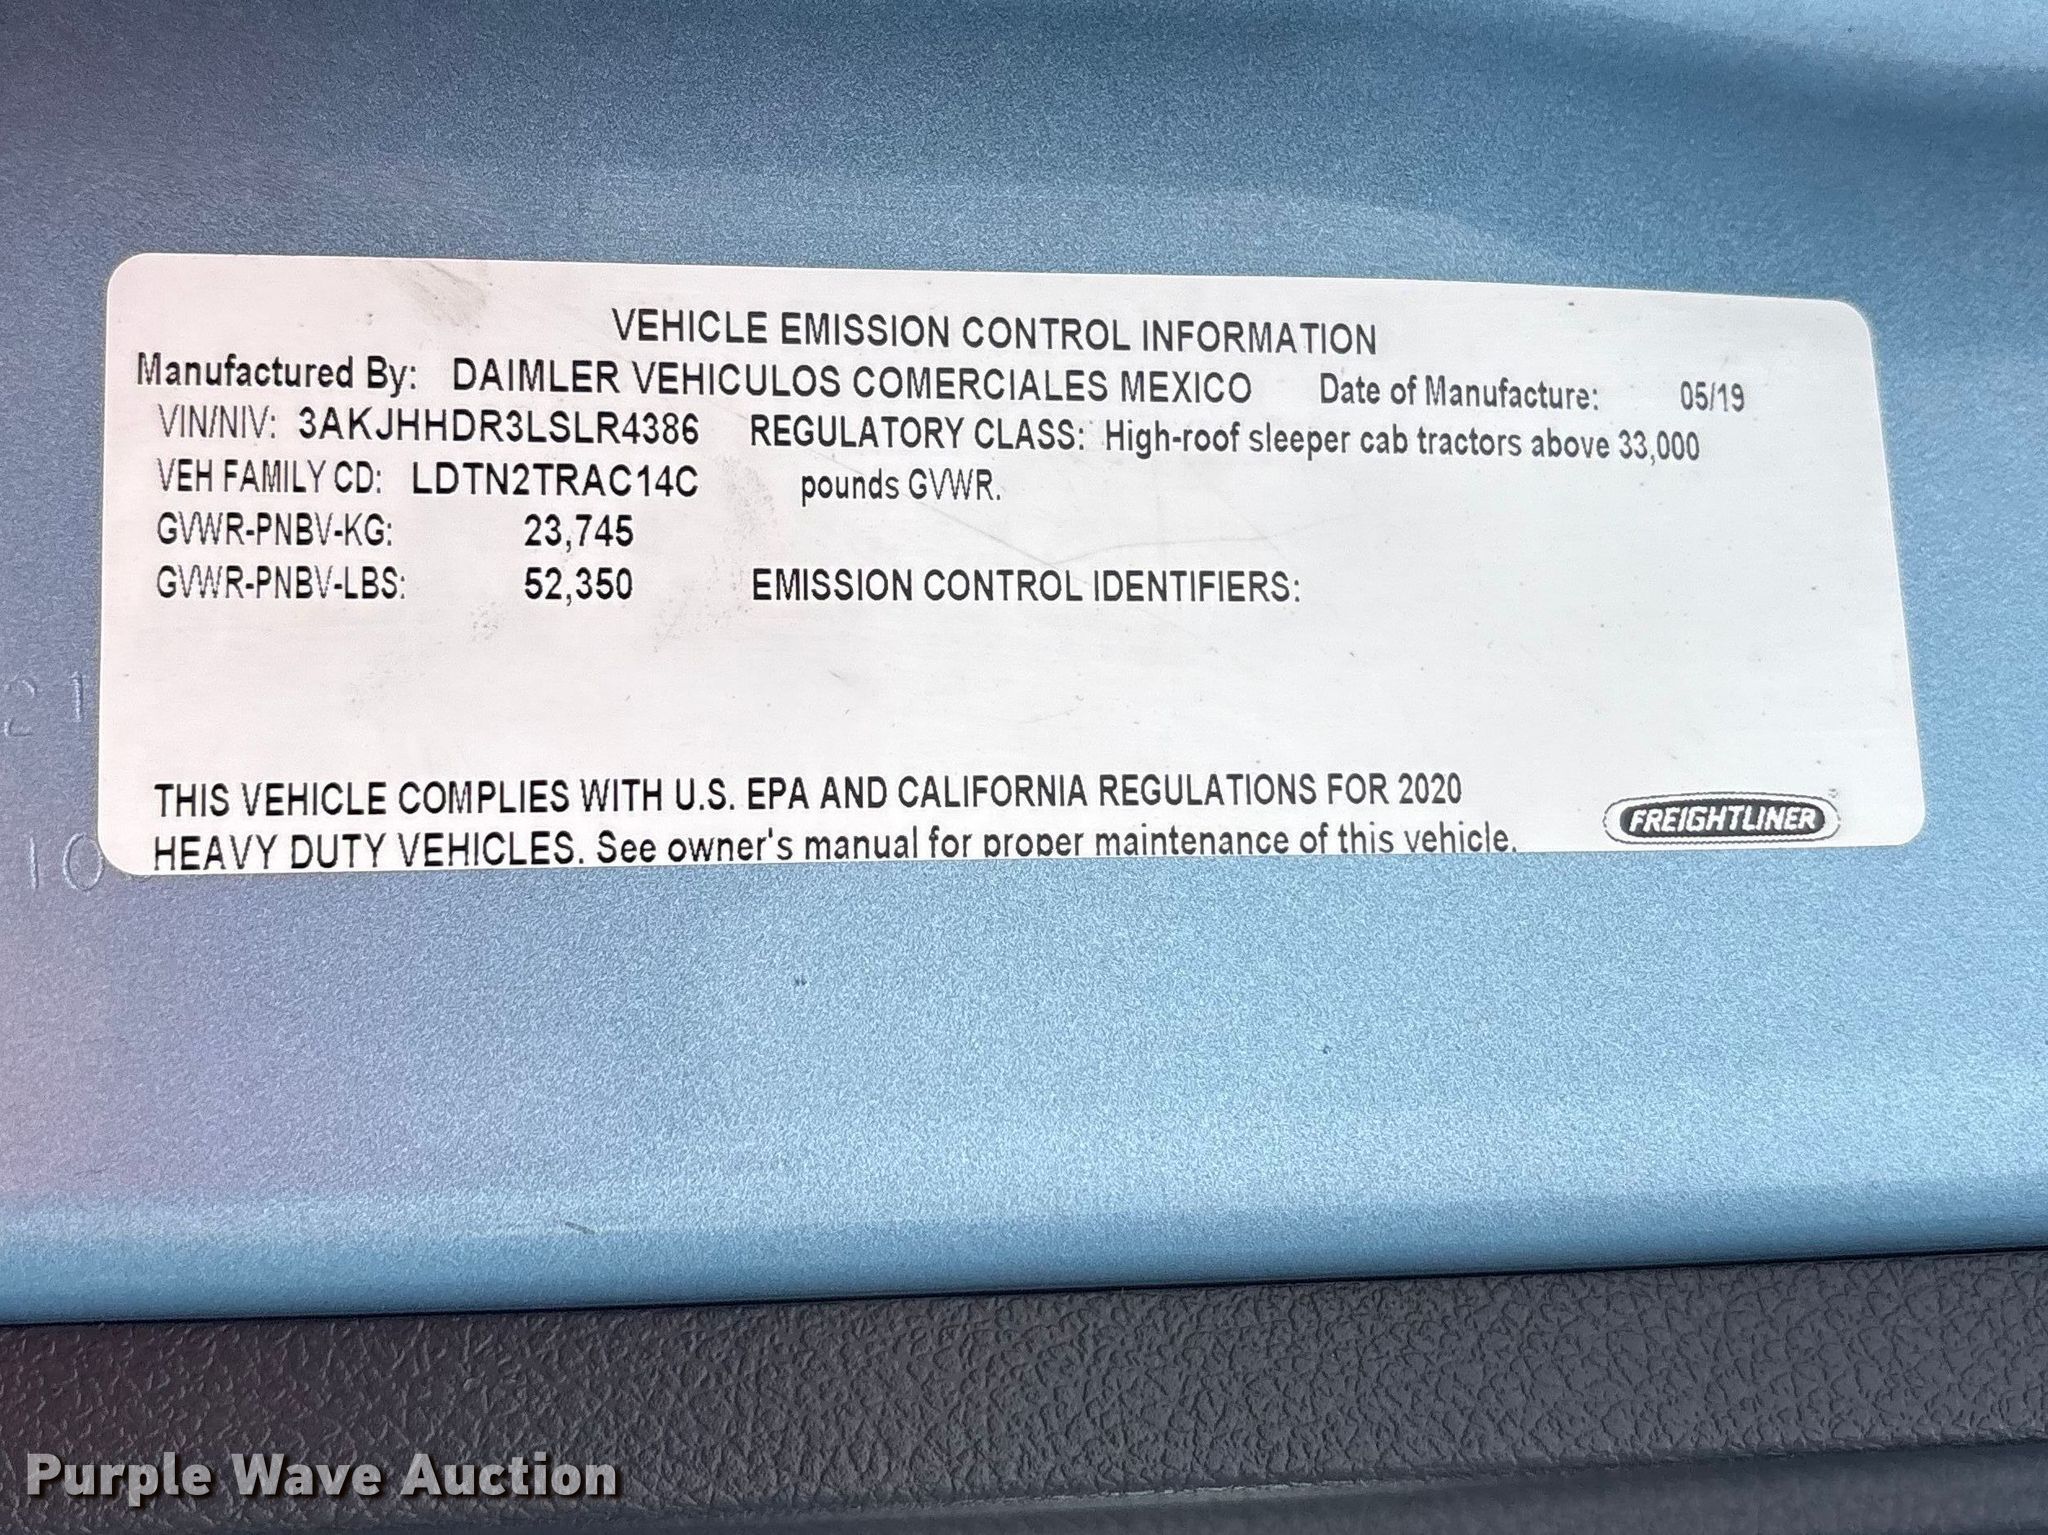 VEHICLE EMISSION CONTROL INFORMATION
Manufactured By: DAIMLER VEHICULOS COMERCIALES MEXICO Date of Manufacture: 05/19
VIN/NIV: 3AKJHHDR3LSLR4386 REGULATORY CLASS: High-roof sleeper cab tractors above 33,000
VEH FAMILY CD: LDTN2TRAC14C pounds GVWR.
GVWR-PNBV-KG: 23,745
GVWR-PNBV-LBS: 52,350 EMISSION CONTROL IDENTIFIERS:
21
THIS VEHICLE COMPLIES WITH U.S. EPA AND CALIFORNIA REGULATIONS FOR 2020
HEAVY DUTY VEHICLES. See owner's manual for proper maintenance of this vehicle.
FREIGHTLINER
10
Purple Wave Auction